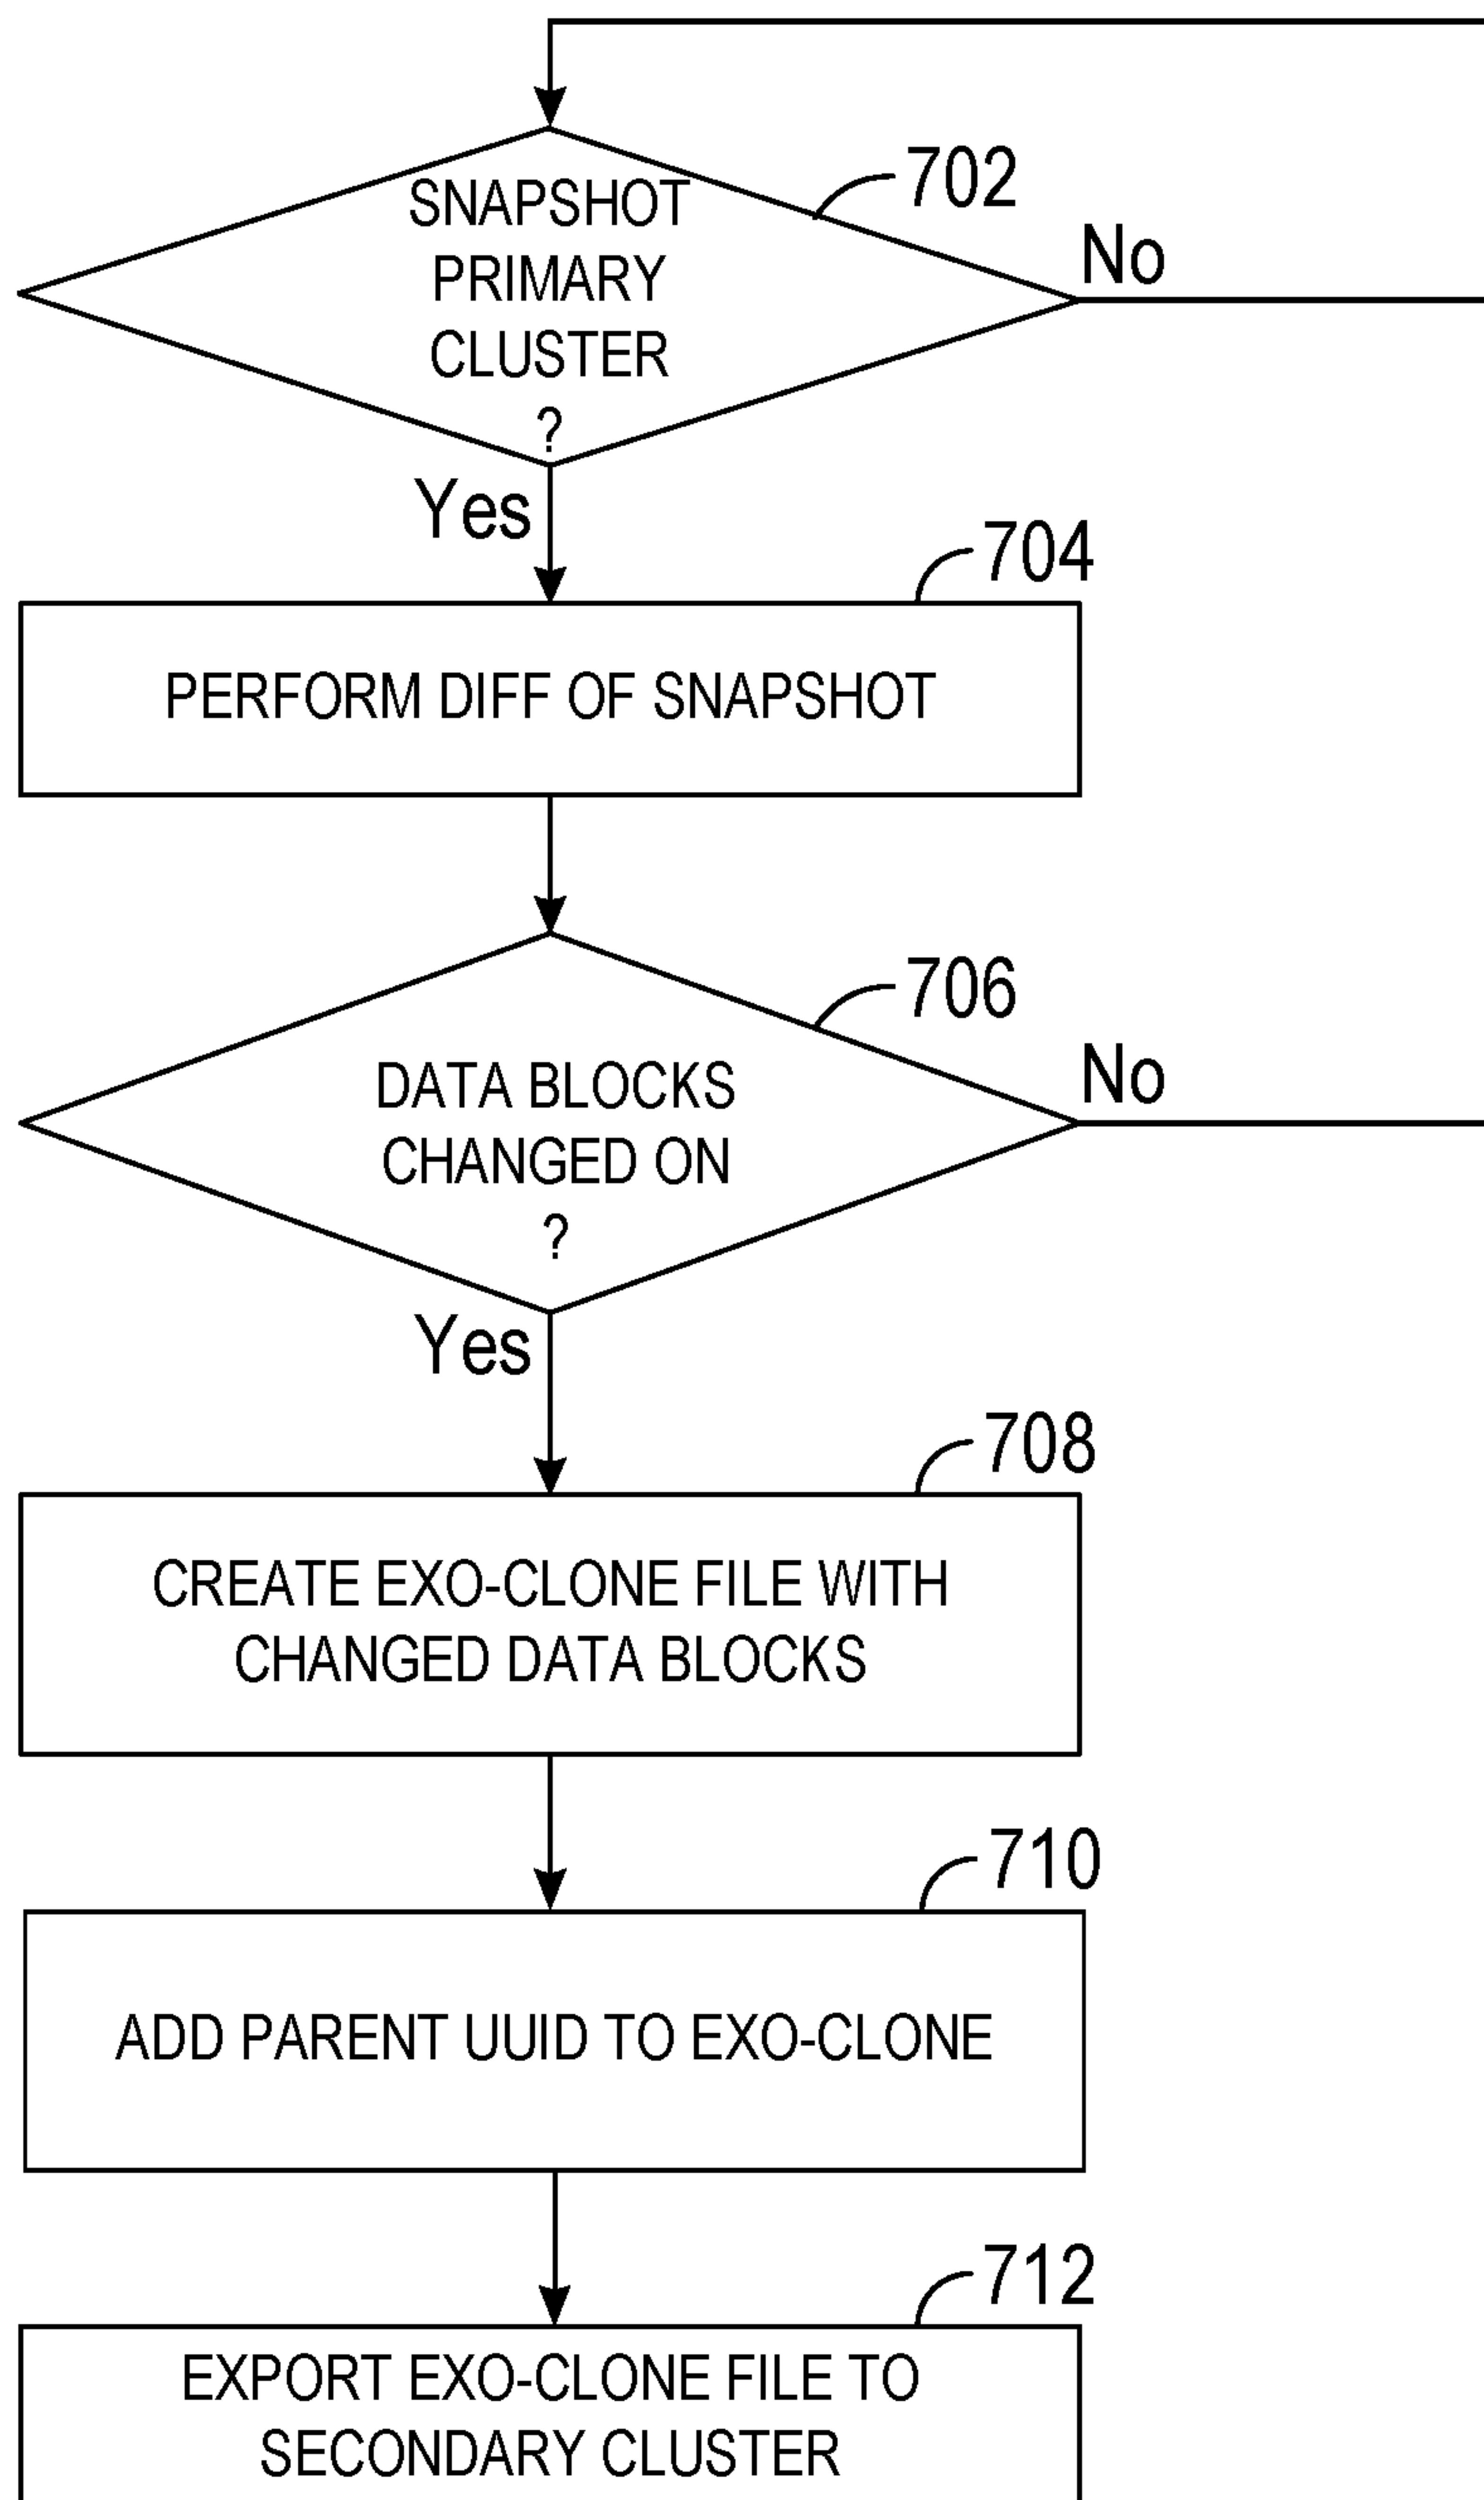 702
SNAPSHOT
PRIMARY
CLUSTER
?
No
Yes
704
PERFORM DIFF OF SNAPSHOT
706
DATA BLOCKS
CHANGED ON
?
No
Yes
708
CREATE EXO-CLONE FILE WITH
CHANGED DATA BLOCKS
710
ADD PARENT UUID TO EXO-CLONE
712
EXPORT EXO-CLONE FILE TO
SECONDARY CLUSTER